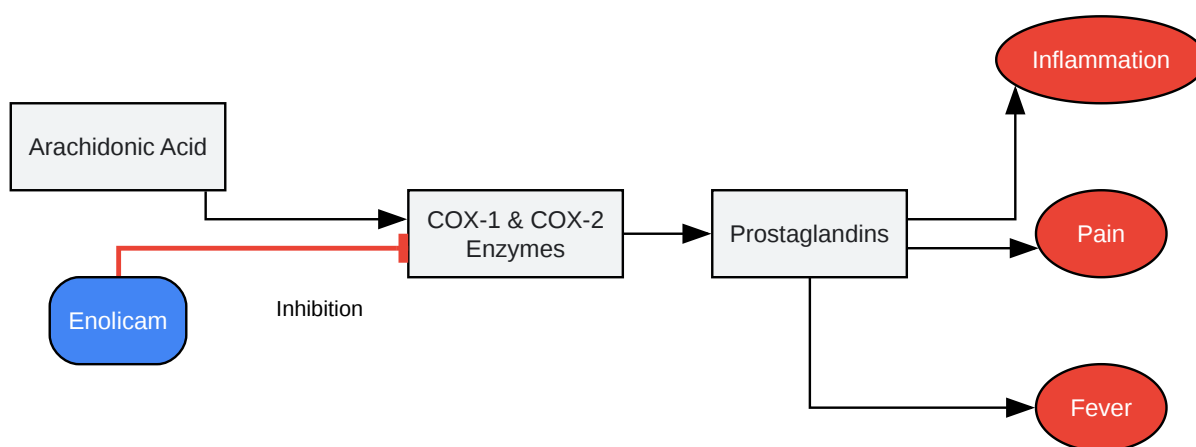 Inflammation
Arachidonic Acid
COX-1 & COX-2
Enzymes
Prostaglandins
Pain
Enolicam
Inhibition
Fever